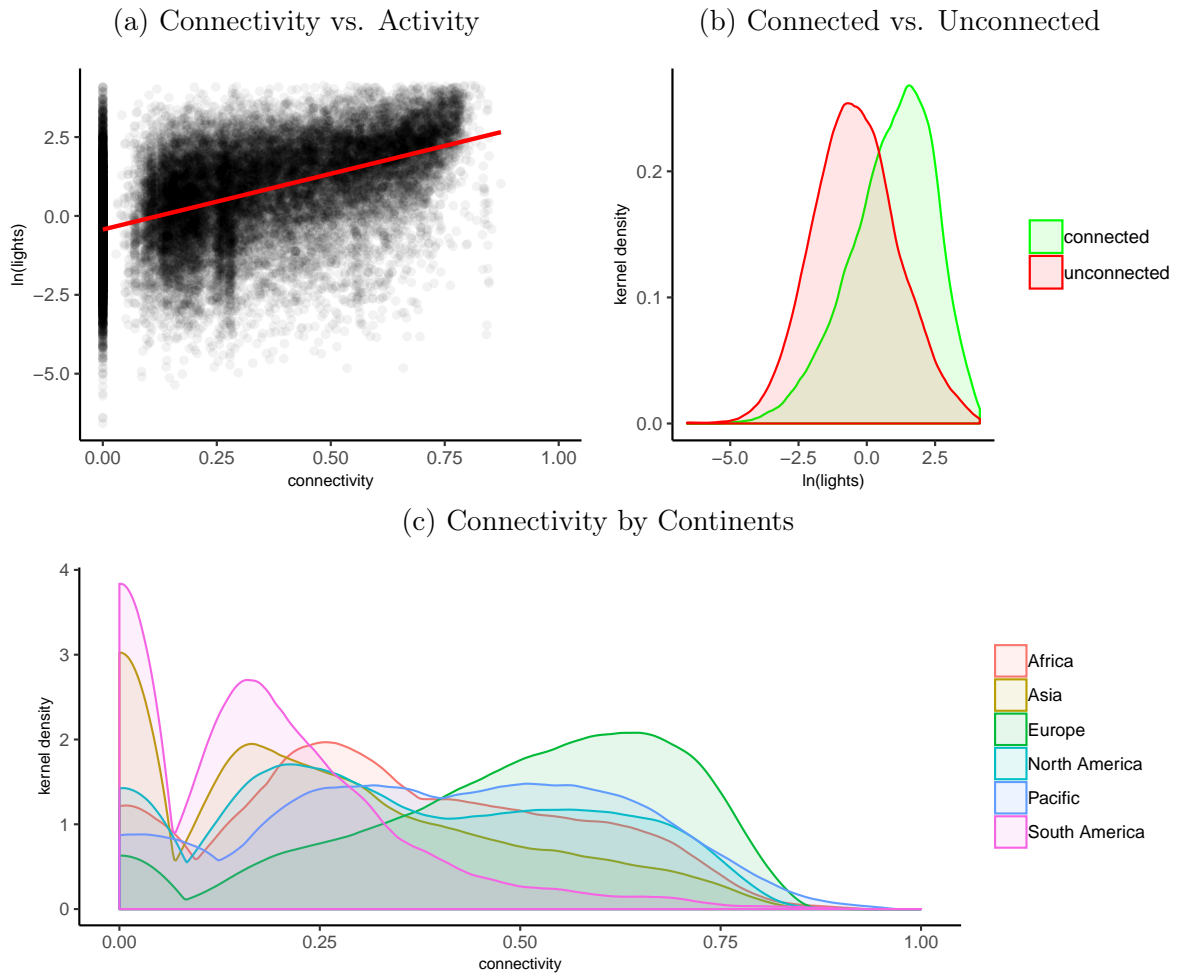 (a) Connectivity vs. Activity
2.5
0.0
−2.5
−5.0
ln(lights)
0.00 0.25 0.50 0.75 1.00
connectivity
(b) Connected vs. Unconnected
0.2
0.1
0.0
kernel density
−5.0 −2.5 0.0 2.5
ln(lights)
connected
unconnected
(c) Connectivity by Continents
4
3
2
1
0
kernel density
0.00 0.25 0.50 0.75 1.00
connectivity
Africa
Asia
Europe
North America
Pacific
South America